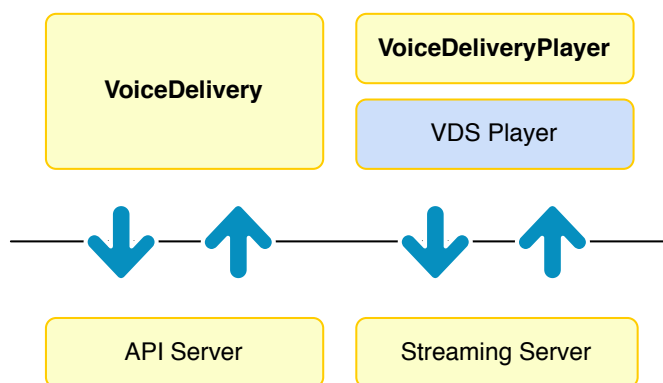 VoiceDelivery
VoiceDeliveryPlayer
VDS Player
API Server
Streaming Server